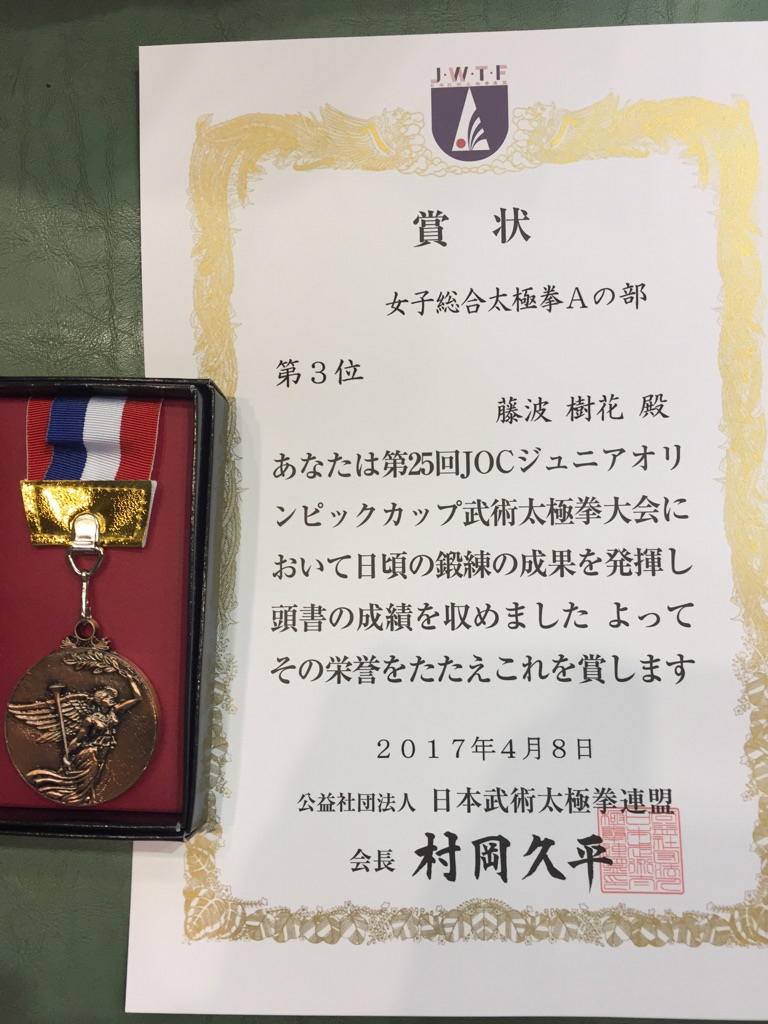 J·W·T·F
賞 状
女子総合太極拳Aの部
第3位
藤波 樹花 殿
あなたは第25回JOCジュニアオリ
ンピックカップ武術太極拳大会に
おいて日頃の鍛練の成果を発揮し
頭書の成績を収めました よって
その栄誉をたたえこれを賞します
2017年4月8日
公益社団法人 日本武術太極拳連盟
会長 村岡久平